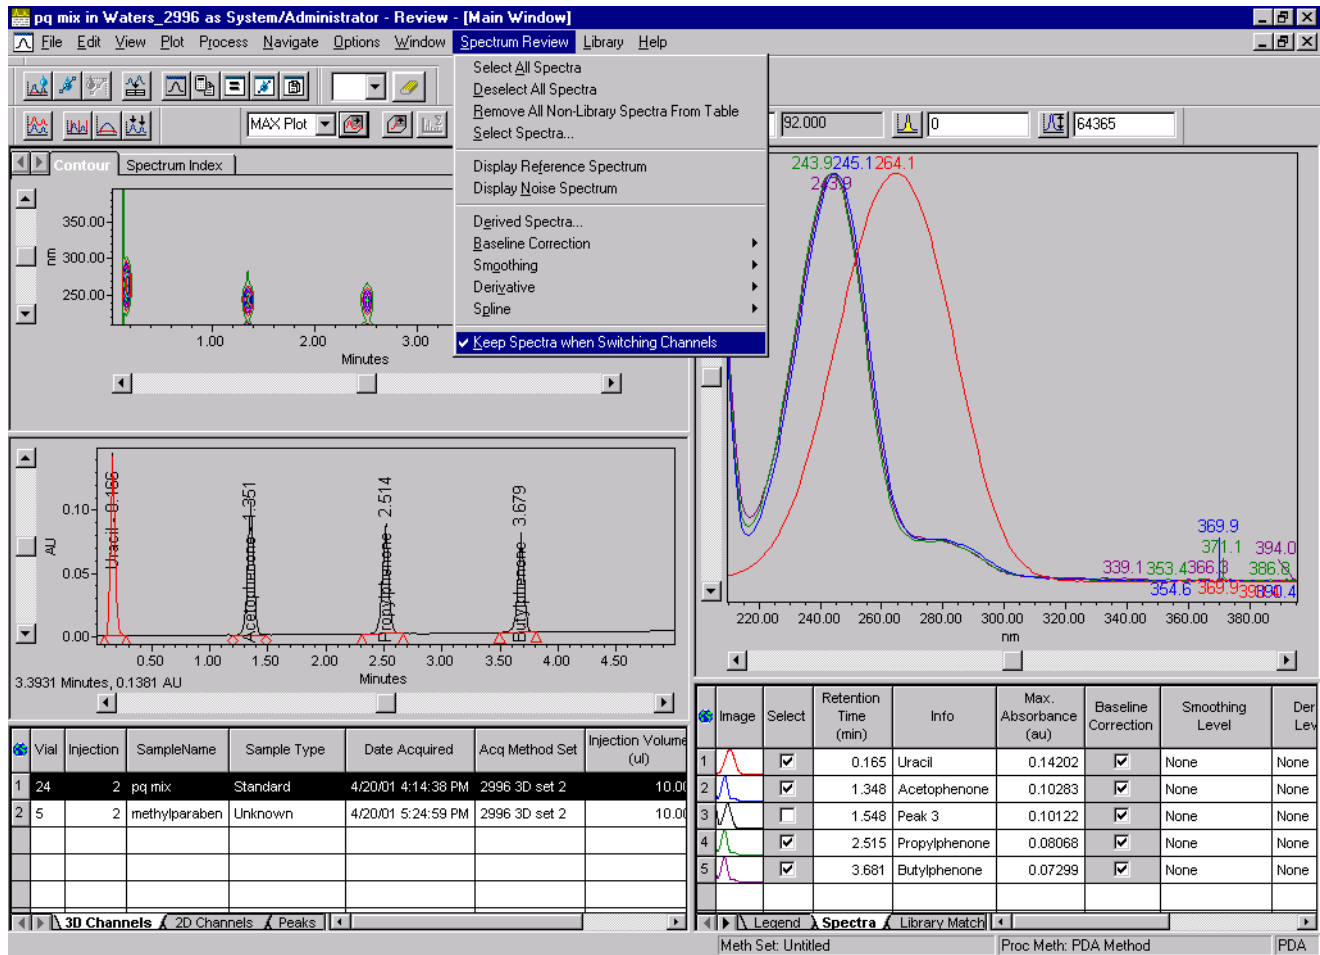 pq mix in Waters_2996 as System/Administrator - Review - [Main Window]
File Edit View Plot Process Navigate Options Window Spectrum Review Library Help
Select All Spectra
Deselect All Spectra
Remove All Non-Library Spectra From Table
Select Spectra...
Display Reference Spectrum
Display Noise Spectrum
Derived Spectra...
Baseline Correction
Smoothing
Derivative
Spline
Keep Spectra when Switching Channels
MAX Plot
92.000
0
64365
Contour Spectrum Index
nm
350.00
300.00
250.00
1.00 2.00 3.00
Minutes
243.9 245.1 264.1
243.9
369.9
371.1 394.0
339.1 353.4 366.3 386.8
354.6 369.9 390.4
220.00 240.00 260.00 280.00 300.00 320.00 340.00 360.00 380.00
nm
AU
0.10
0.05
0.00
Uracil - 0.166
Acetophenone - 1.351
Propylphenone - 2.514
Butylphenone - 3.679
0.50 1.00 1.50 2.00 2.50 3.00 3.50 4.00 4.50
Minutes
3.3931 Minutes, 0.1381 AU
Vial Injection SampleName Sample Type Date Acquired Acq Method Set Injection Volume (ul)
1 24 2 pq mix Standard 4/20/01 4:14:38 PM 2996 3D set 2 10.00
2 5 2 methylparaben Unknown 4/20/01 5:24:59 PM 2996 3D set 2 10.00
3D Channels 2D Channels Peaks
Image Select Retention Time (min) Info Max. Absorbance (au) Baseline Correction Smoothing Level Der Lev
1 0.165 Uracil 0.14202 None None
2 1.348 Acetophenone 0.10283 None None
3 1.548 Peak 3 0.10122 None None
4 2.515 Propylphenone 0.08068 None None
5 3.681 Butylphenone 0.07299 None None
Legend Spectra Library Match
Meth Set: Untitled Proc Meth: PDA Method PDA